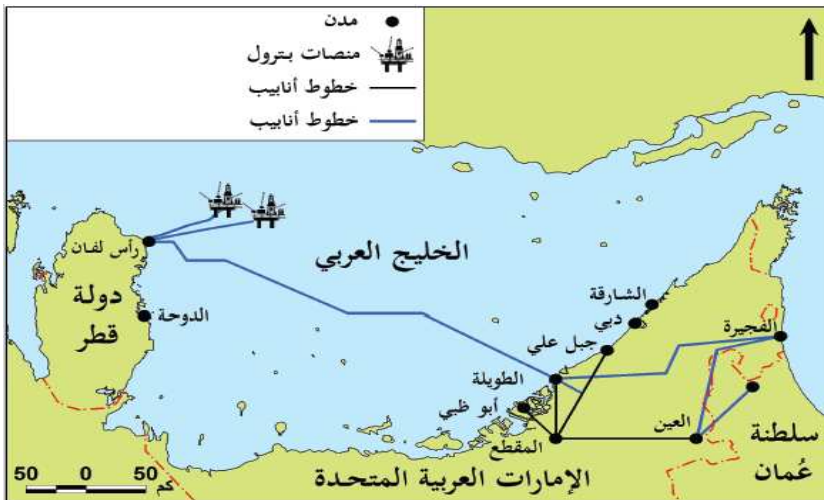 مدن
منصات بترول
خطوط أنابيب
خطوط أنابيب
رأس لفان
الخليج العربي
دولة
قطر
الدوحة
الشارقة
دبي
جبل علي
الفجيرة
الطويلة
أبو ظبي
المقطع
العين
سلطنة
عُمان
الإمارات العربية المتحدة
50 0 50
كم